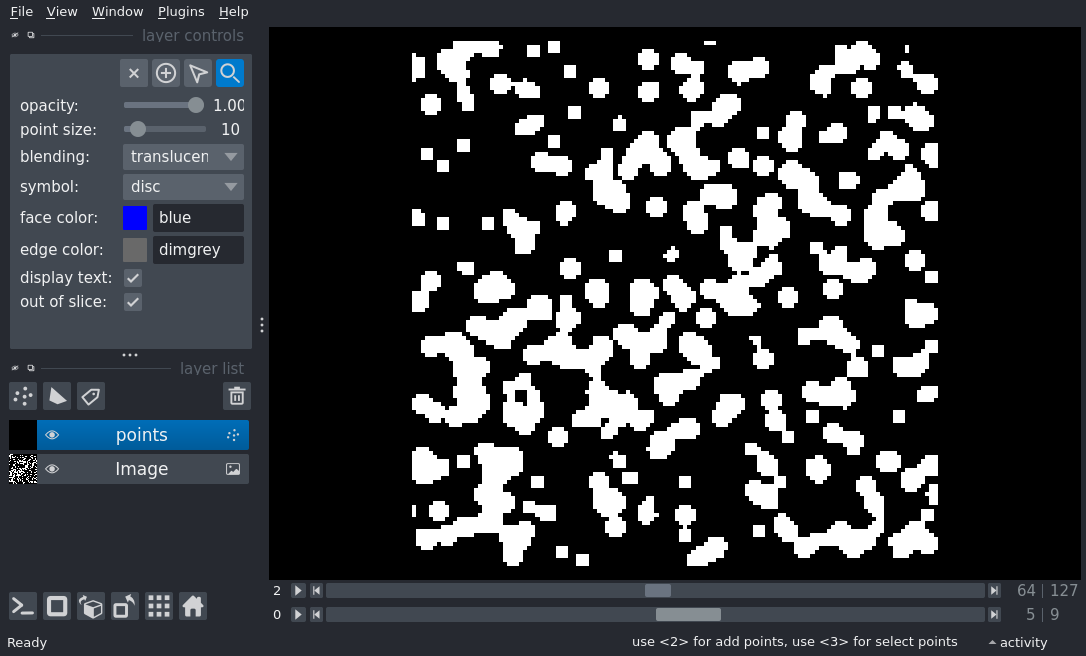 File View Window Plugins Help
layer controls
opacity: 1.00
point size: 10
blending: translucen
symbol: disc
face color: blue
edge color: dimgrey
display text:
out of slice:
layer list
points
Image
2 64 | 127
0 5 | 9
Ready use <2> for add points, use <3> for select points activity